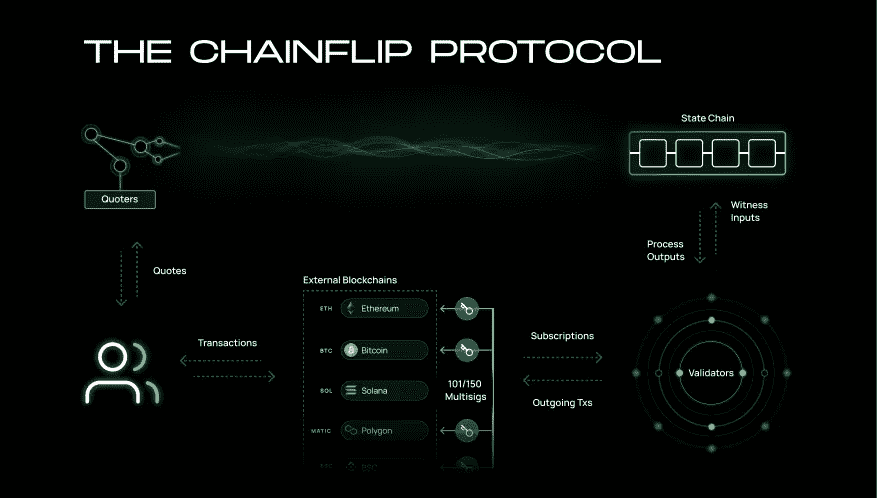 THE CHAINFLIP PROTOCOL
State Chain
Quoters
Witness
Inputs
Process
Outputs
Quotes
External Blockchains
ETH Ethereum
Transactions
Subscriptions
BTC Bitcoin
Validators
SOL Solana
101/150
Multisigs
Outgoing Txs
MATIC Polygon